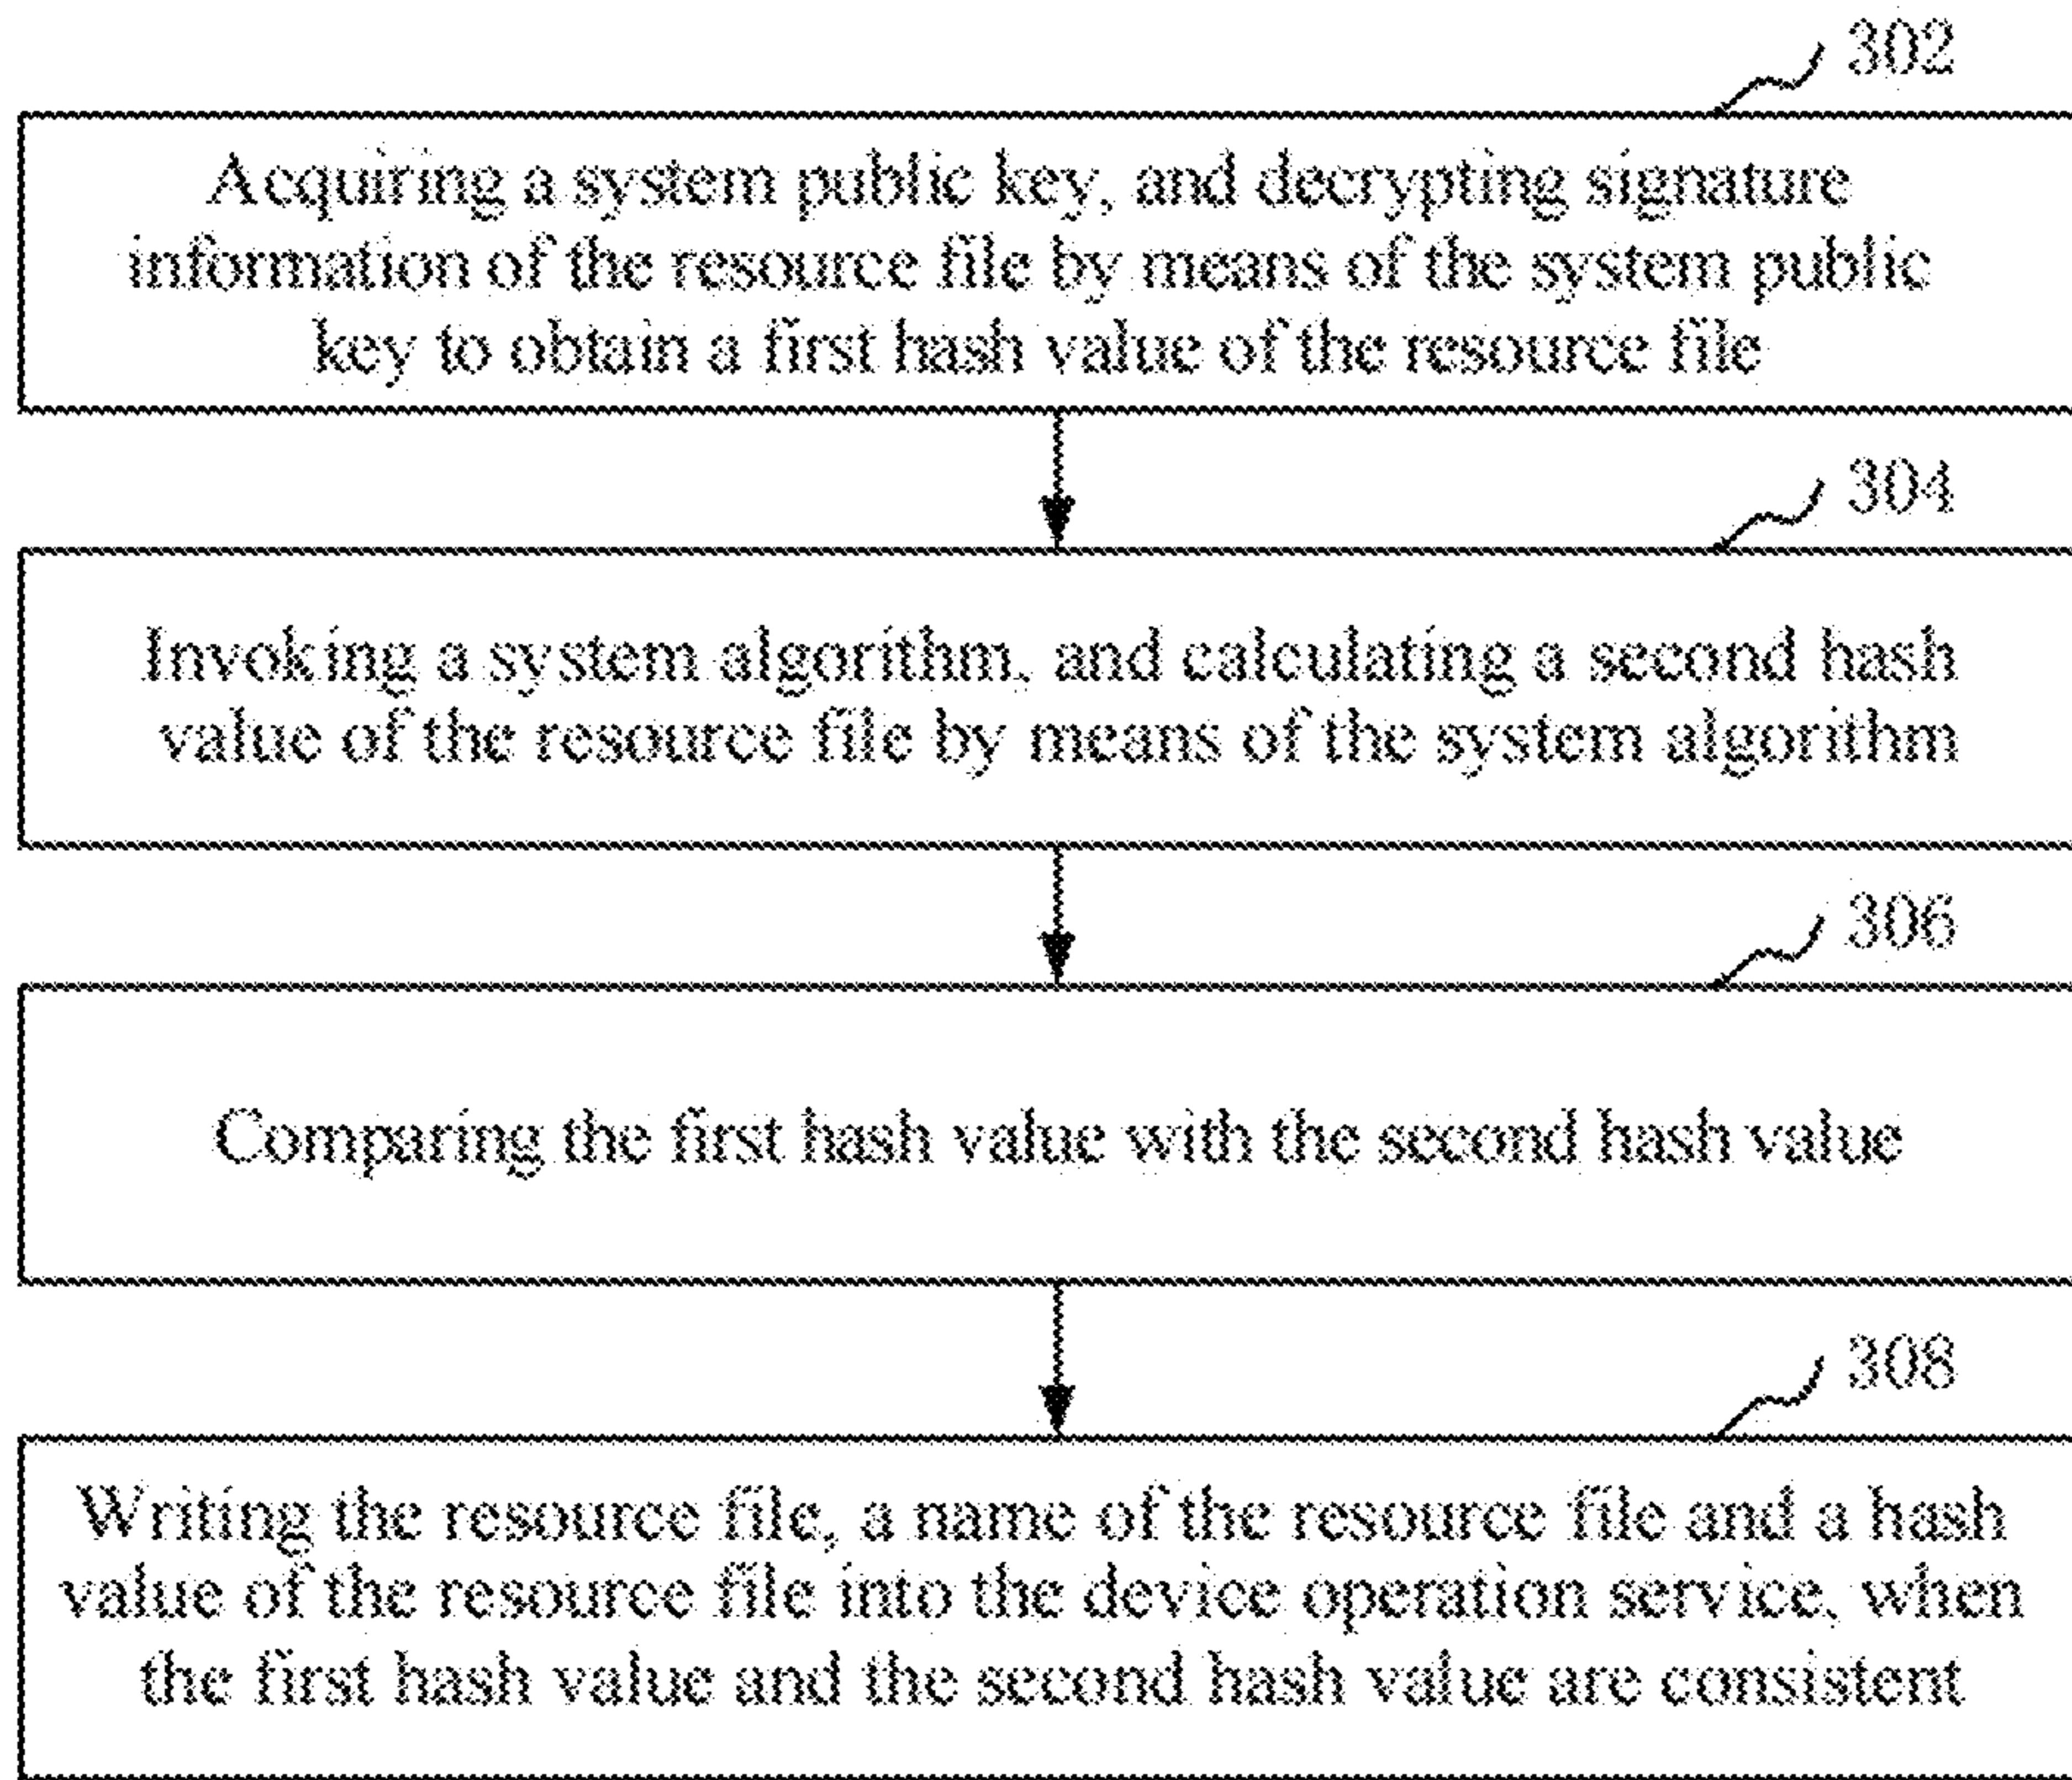 302
Acquiring a system public key, and decrypting signature
information of the resource file by means of the system public
key to obtain a first hash value of the resource file
304
Invoking a system algorithm, and calculating a second hash
value of the resource file by means of the system algorithm
306
Comparing the first hash value with the second hash value
308
Writing the resource file, a name of the resource file and a hash
value of the resource file into the device operation service, when
the first hash value and the second hash value are consistent